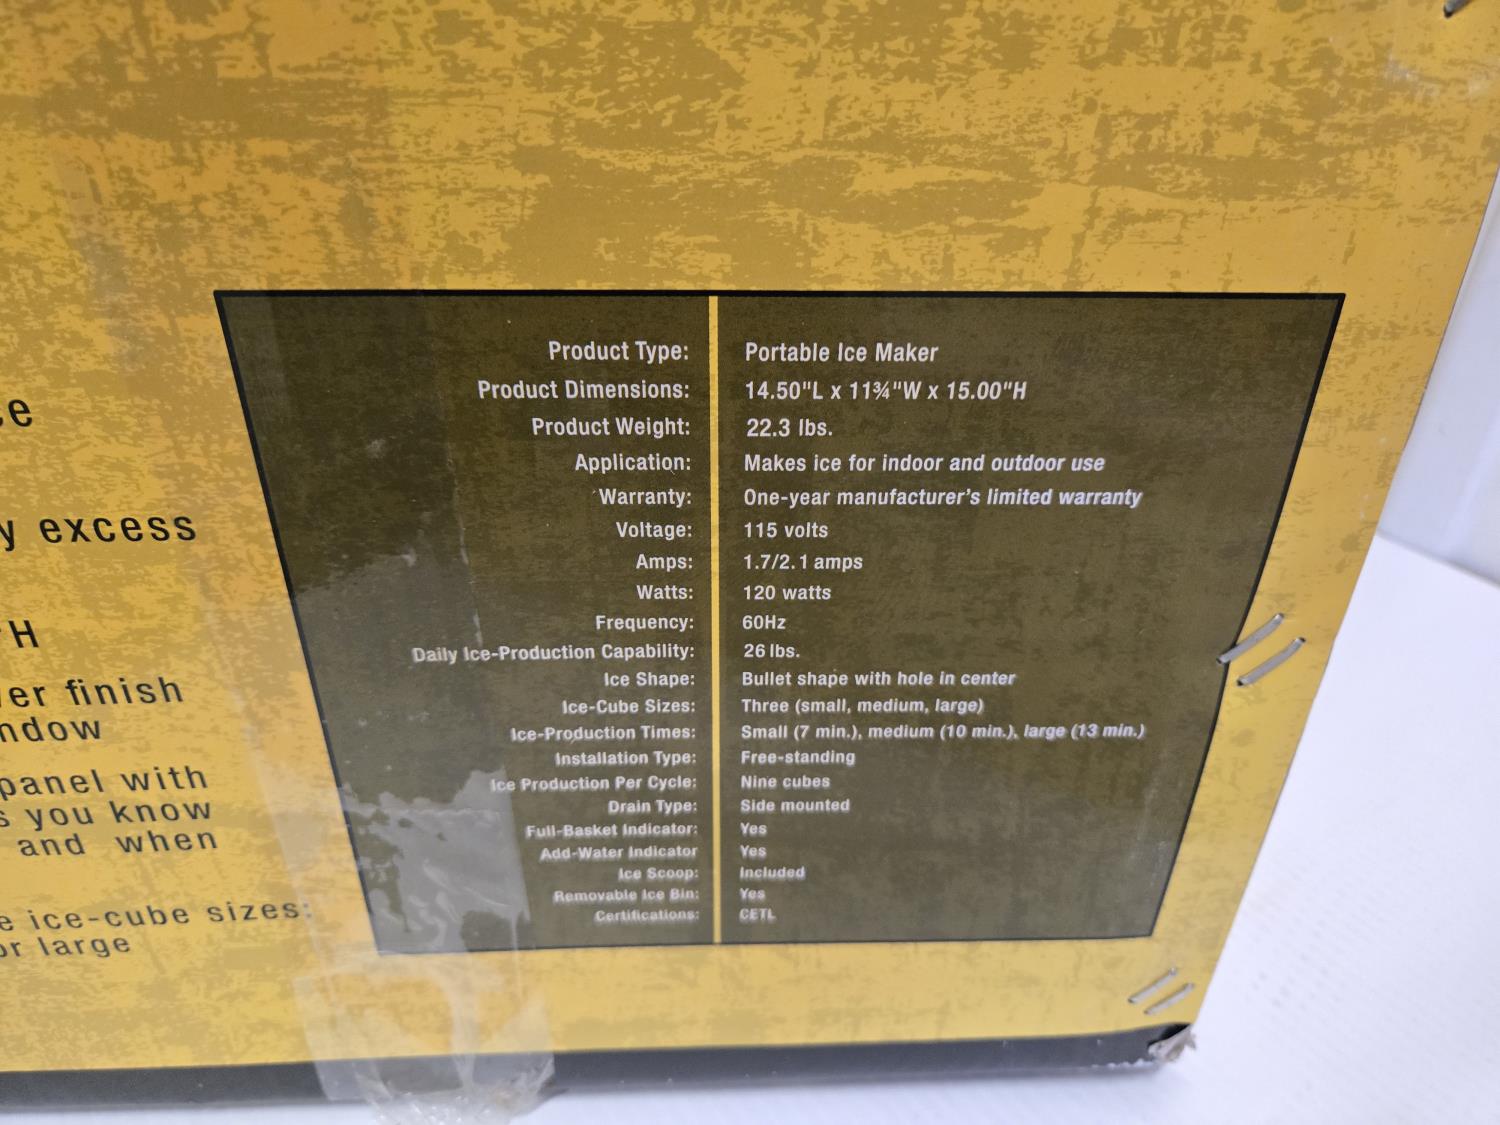 y excess
H
finish
panel with
s you know
and when
ice-cube sizes:
or large
Product Type: Portable Ice Maker
Product Dimensions: 14.50"L x 11¾"W x 15.00"H
Product Weight: 22.3 lbs.
Application: Makes ice for indoor and outdoor use
Warranty: One-year manufacturer's limited warranty
Voltage: 115 volts
Amps: 1.7/2.1 amps
Watts: 120 watts
Frequency: 60Hz
Daily Ice-Production Capability: 26 lbs.
Ice Shape: Bullet shape with hole in center
Ice-Cube Sizes: Three (small, medium, large)
Ice-Production Times: Small (7 min.), medium (10 min.), large (13 min.)
Installation Type: Free-standing
Ice Production Per Cycle: Nine cubes
Drain Type: Side mounted
Full-Basket Indicator: Yes
Add-Water Indicator Yes
Ice Scoop: Included
Removable Ice Bin: Yes
Certifications: CETL